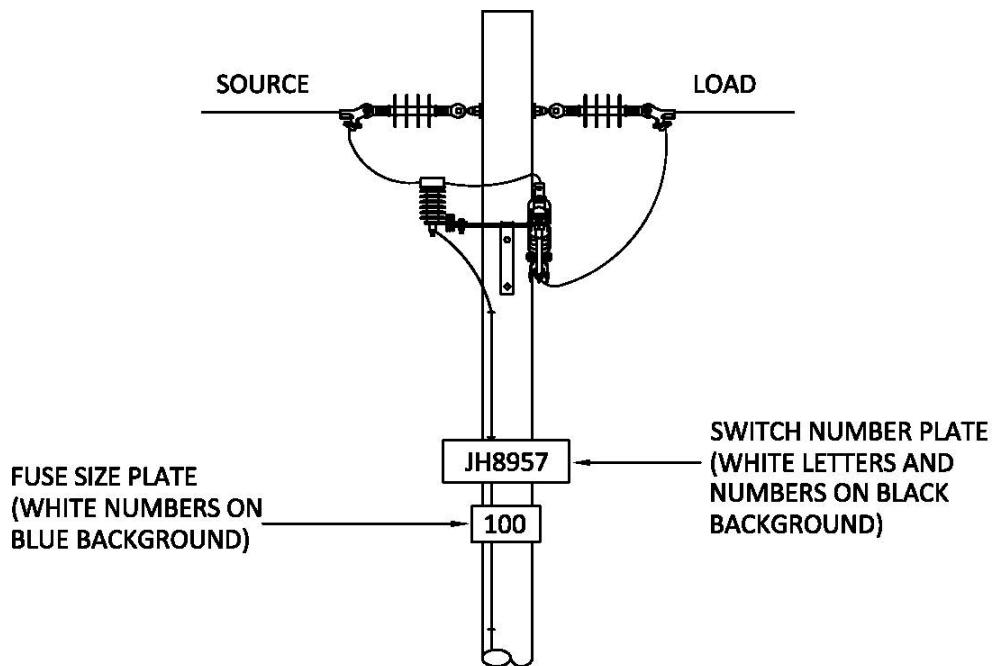 SOURCE
LOAD
JH8957
SWITCH NUMBER PLATE
(WHITE LETTERS AND
NUMBERS ON BLACK
BACKGROUND)
FUSE SIZE PLATE
(WHITE NUMBERS ON
BLUE BACKGROUND)
100